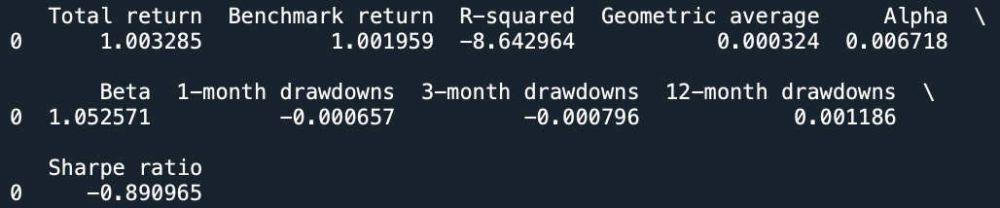 Total return Benchmark return R-squared Geometric average Alpha \
0 1.003285 1.001959 -8.642964 0.000324 0.006718
Beta 1-month drawdowns 3-month drawdowns 12-month drawdowns \
0 1.052571 -0.000657 -0.000796 0.001186
Sharpe ratio
0 -0.890965